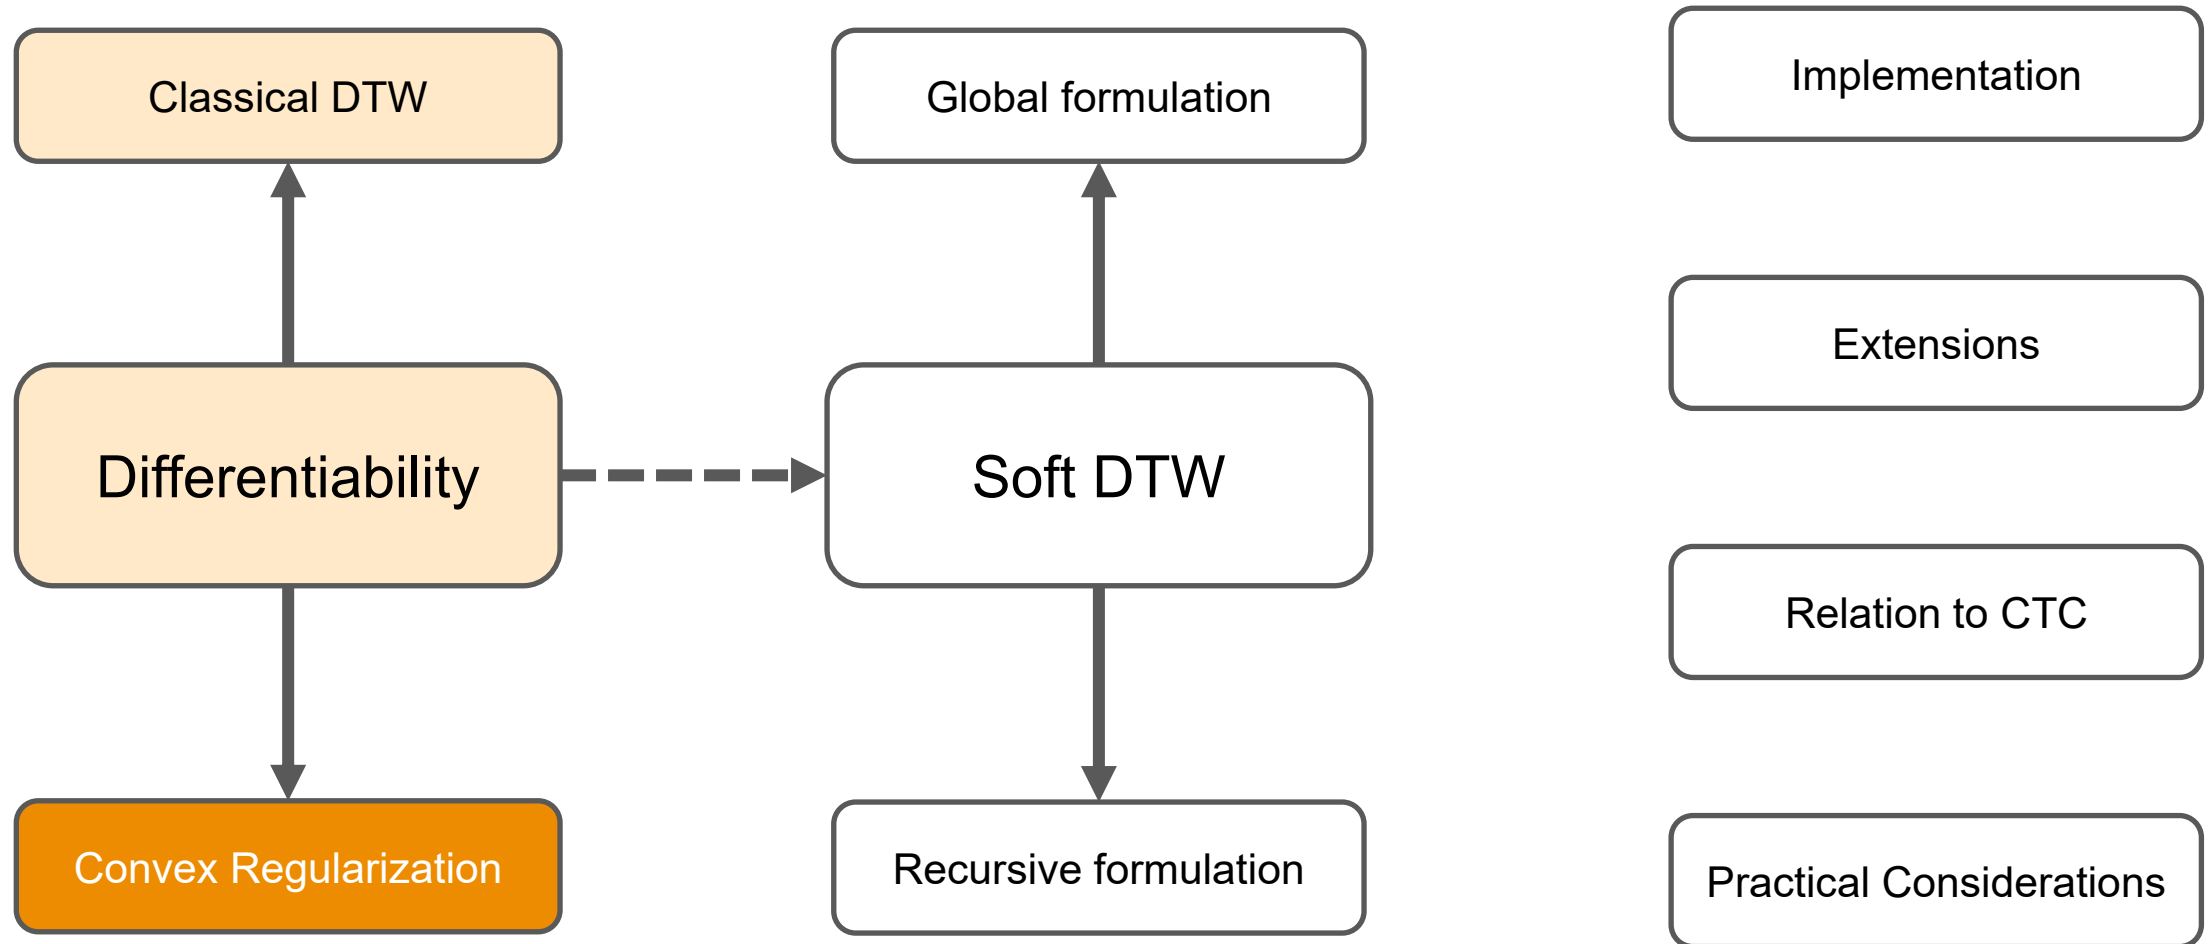 Classical DTW
Global formulation
Implementation
Extensions
Differentiability
Soft DTW
Relation to CTC
Convex Regularization
Recursive formulation
Practical Considerations